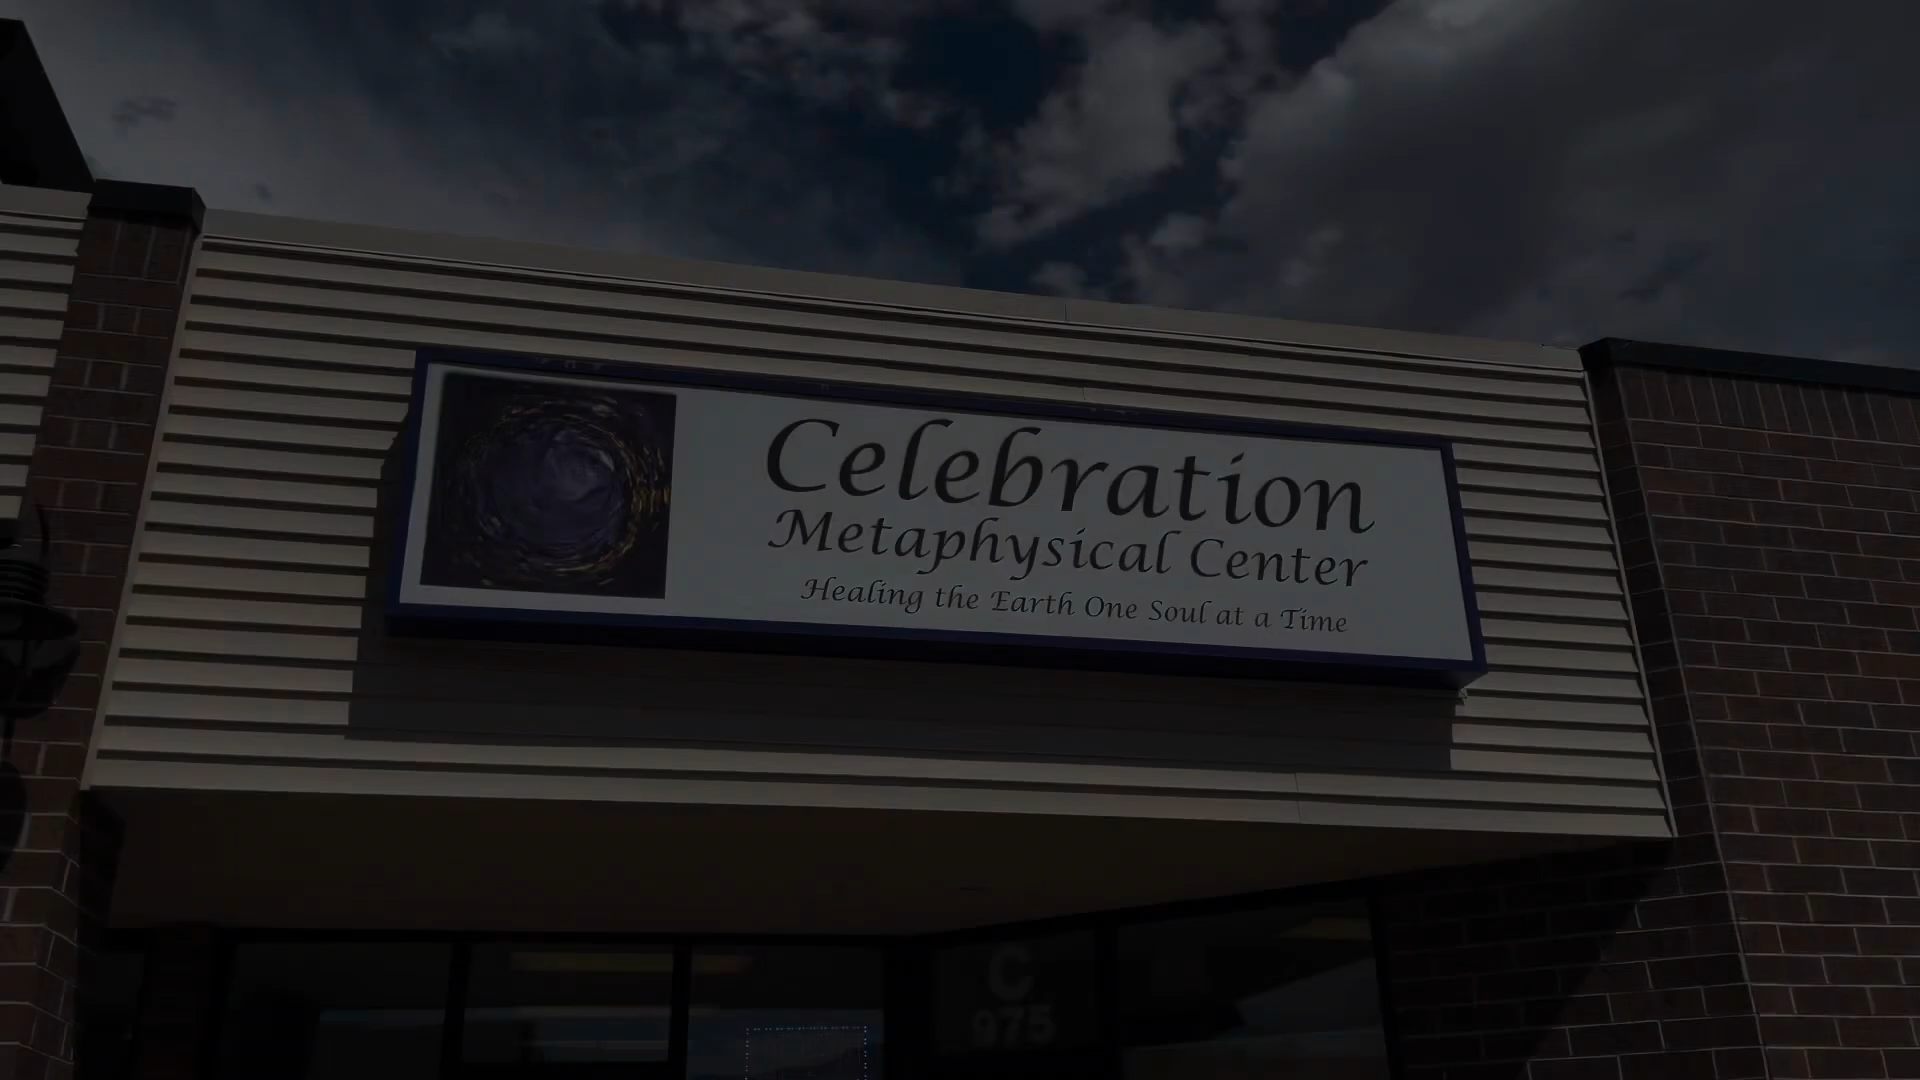 Celebration
Metaphysical Center
Healing the Earth One Soul at a Time
C
975